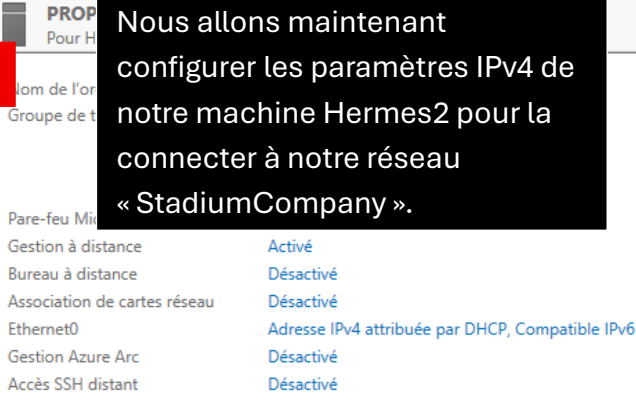 PROP
Pour H
Nous allons maintenant
configurer les paramètres IPv4 de
notre machine Hermes2 pour la
connecter à notre réseau
« StadiumCompany ».
Nom de l'or
Groupe de t
Pare-feu Mic
Gestion à distance Activé
Bureau à distance Désactivé
Association de cartes réseau Désactivé
Ethernet0 Adresse IPv4 attribuée par DHCP, Compatible IPv6
Gestion Azure Arc Désactivé
Accès SSH distant Désactivé